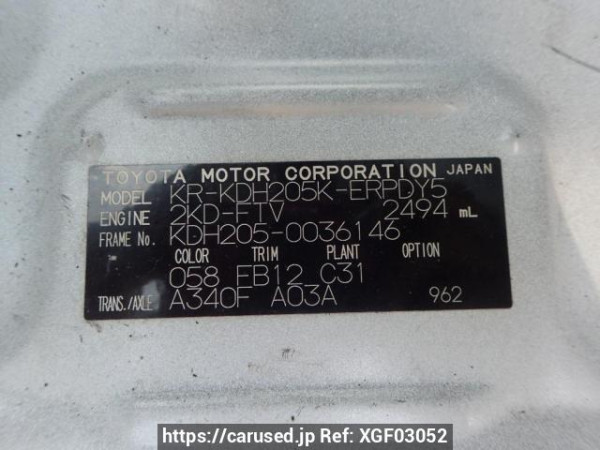 TOYOTA MOTOR CORPORATION JAPAN
MODEL KR-KDH205K-ERPDY5
ENGINE 2KD-FTV 2494 mL
FRAME No. KDH205-0036146
COLOR TRIM PLANT OPTION
058 FB12 C31
TRANS./AXLE A340F A03A 962
https://carused.jp Ref: XGF03052